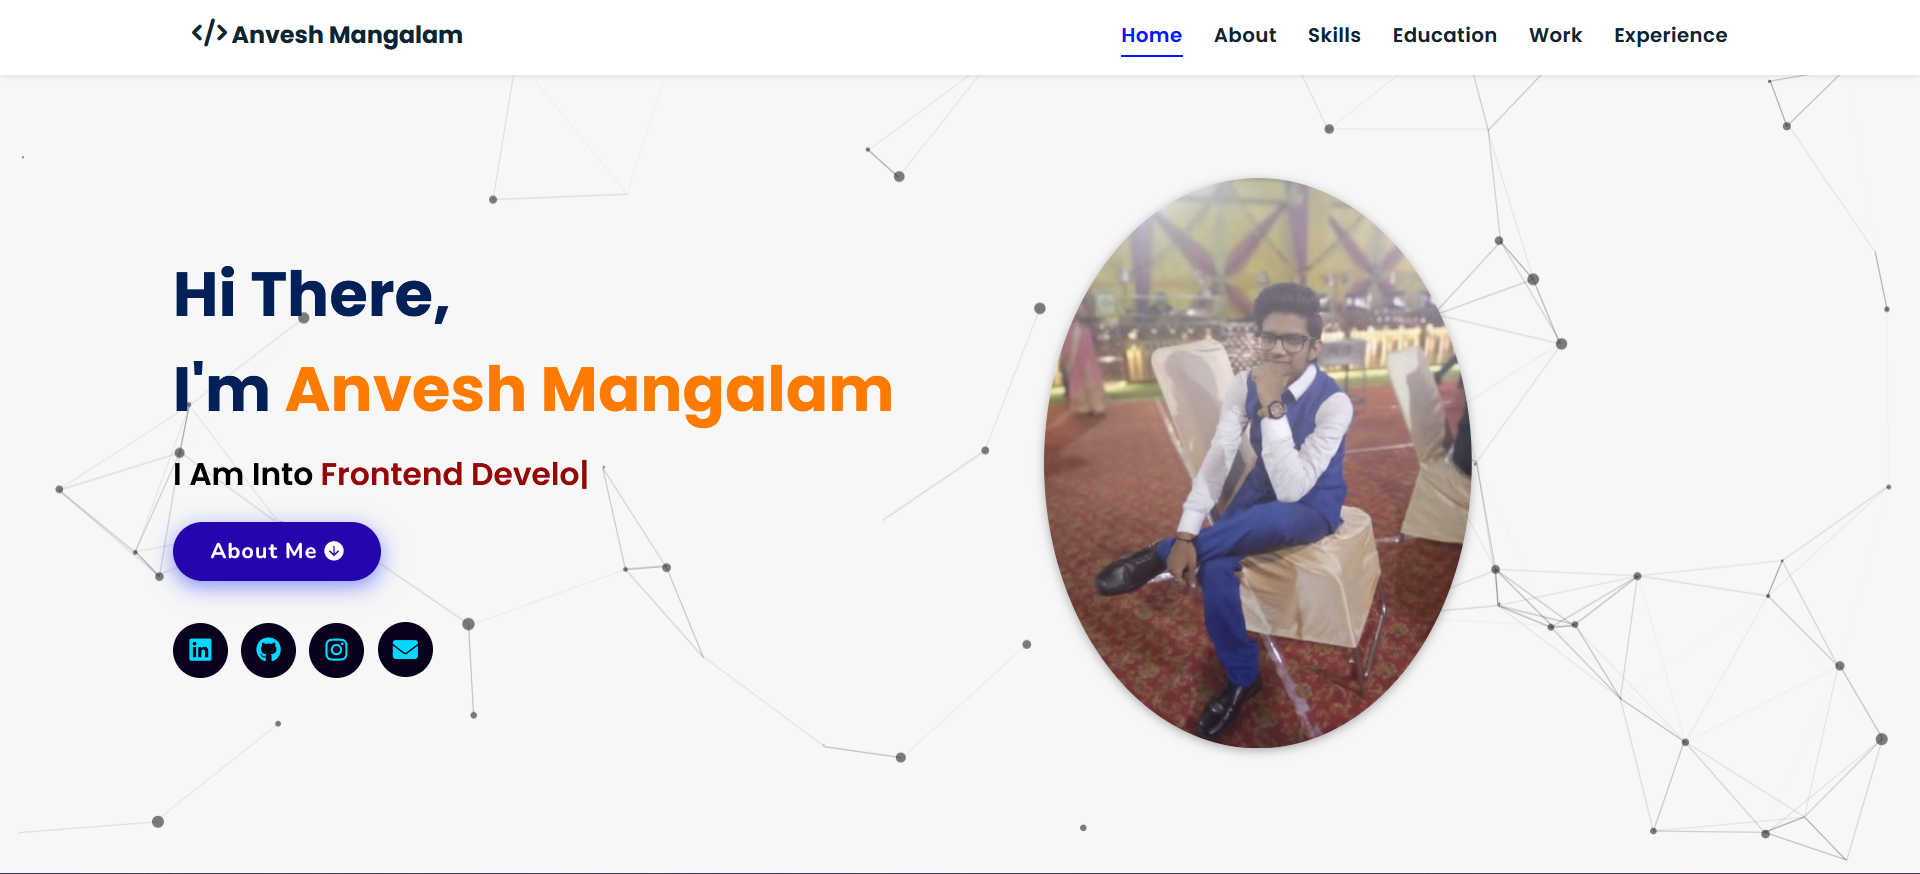 </> Anvesh Mangalam
Home About Skills Education Work Experience
Hi There,
I'm Anvesh Mangalam
I Am Into Frontend Develo|
About Me